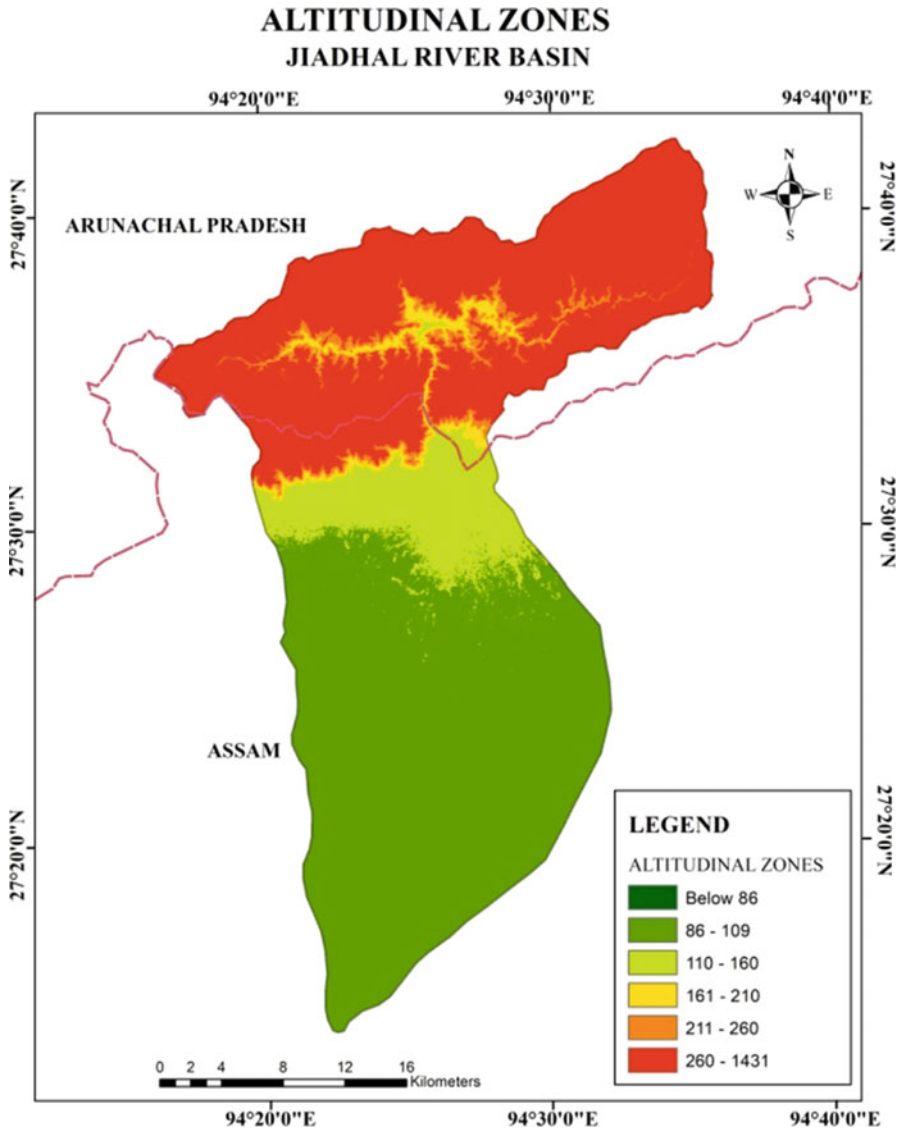 ALTITUDINAL ZONES
JIADHAL RIVER BASIN
94°20'0"E 94°30'0"E 94°40'0"E
N
W E
S
27°40'0"N 27°40'0"N
ARUNACHAL PRADESH
27°30'0"N 27°30'0"N
ASSAM
27°20'0"N 27°20'0"N
LEGEND
ALTITUDINAL ZONES
Below 86
86 - 109
110 - 160
161 - 210
211 - 260
260 - 1431
0 2 4 8 12 16
Kilometers
94°20'0"E 94°30'0"E 94°40'0"E